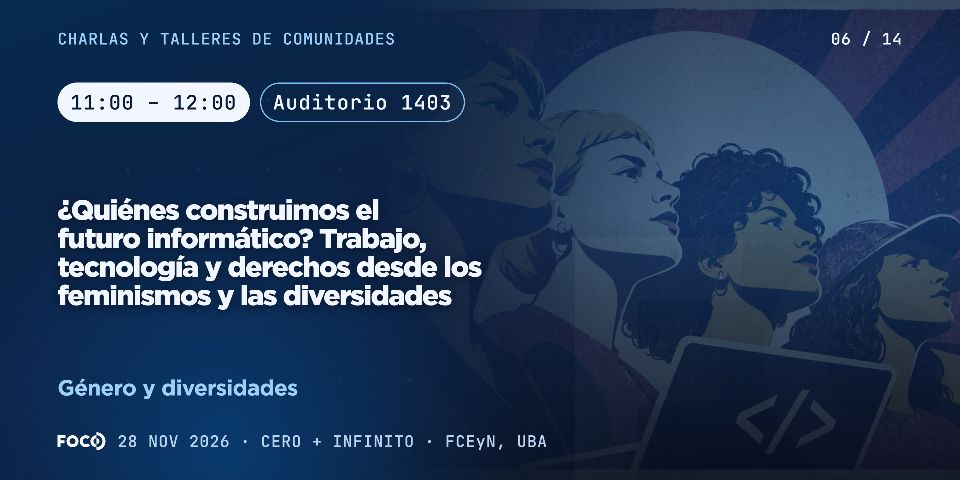 CHARLAS Y TALLERES DE COMUNIDADES
06 / 14
11:00 – 12:00
Auditorio 1403
¿Quiénes construimos el
futuro informático? Trabajo,
tecnología y derechos desde los
feminismos y las diversidades
Género y diversidades
FOCO 28 NOV 2026 · CERO + INFINITO · FCEyN, UBA
</>